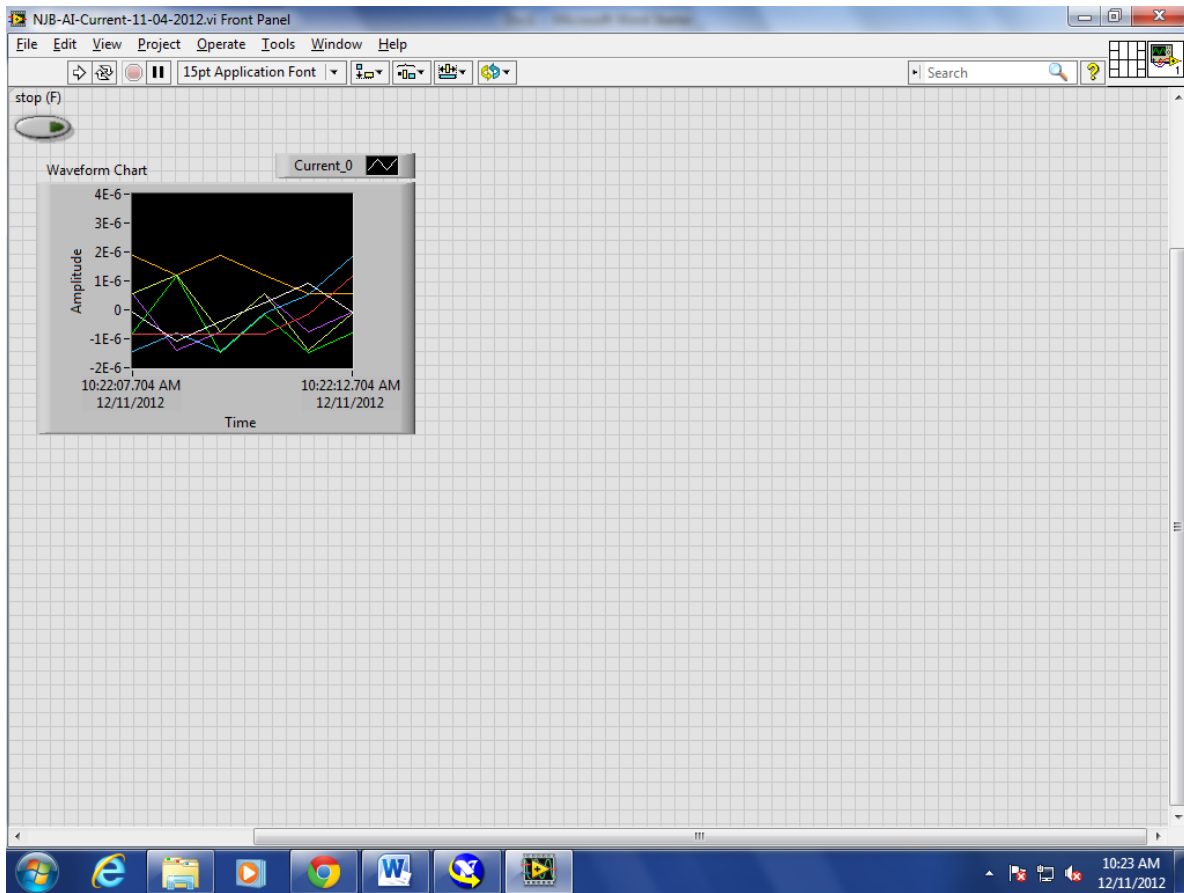 NJB-AI-Current-11-04-2012.vi Front Panel
File Edit View Project Operate Tools Window Help
15pt Application Font
Search
1
stop (F)
Waveform Chart
Current_0
4E-6
3E-6
2E-6
1E-6
0
-1E-6
-2E-6
Amplitude
10:22:07.704 AM
12/11/2012
10:22:12.704 AM
12/11/2012
Time
10:23 AM
12/11/2012